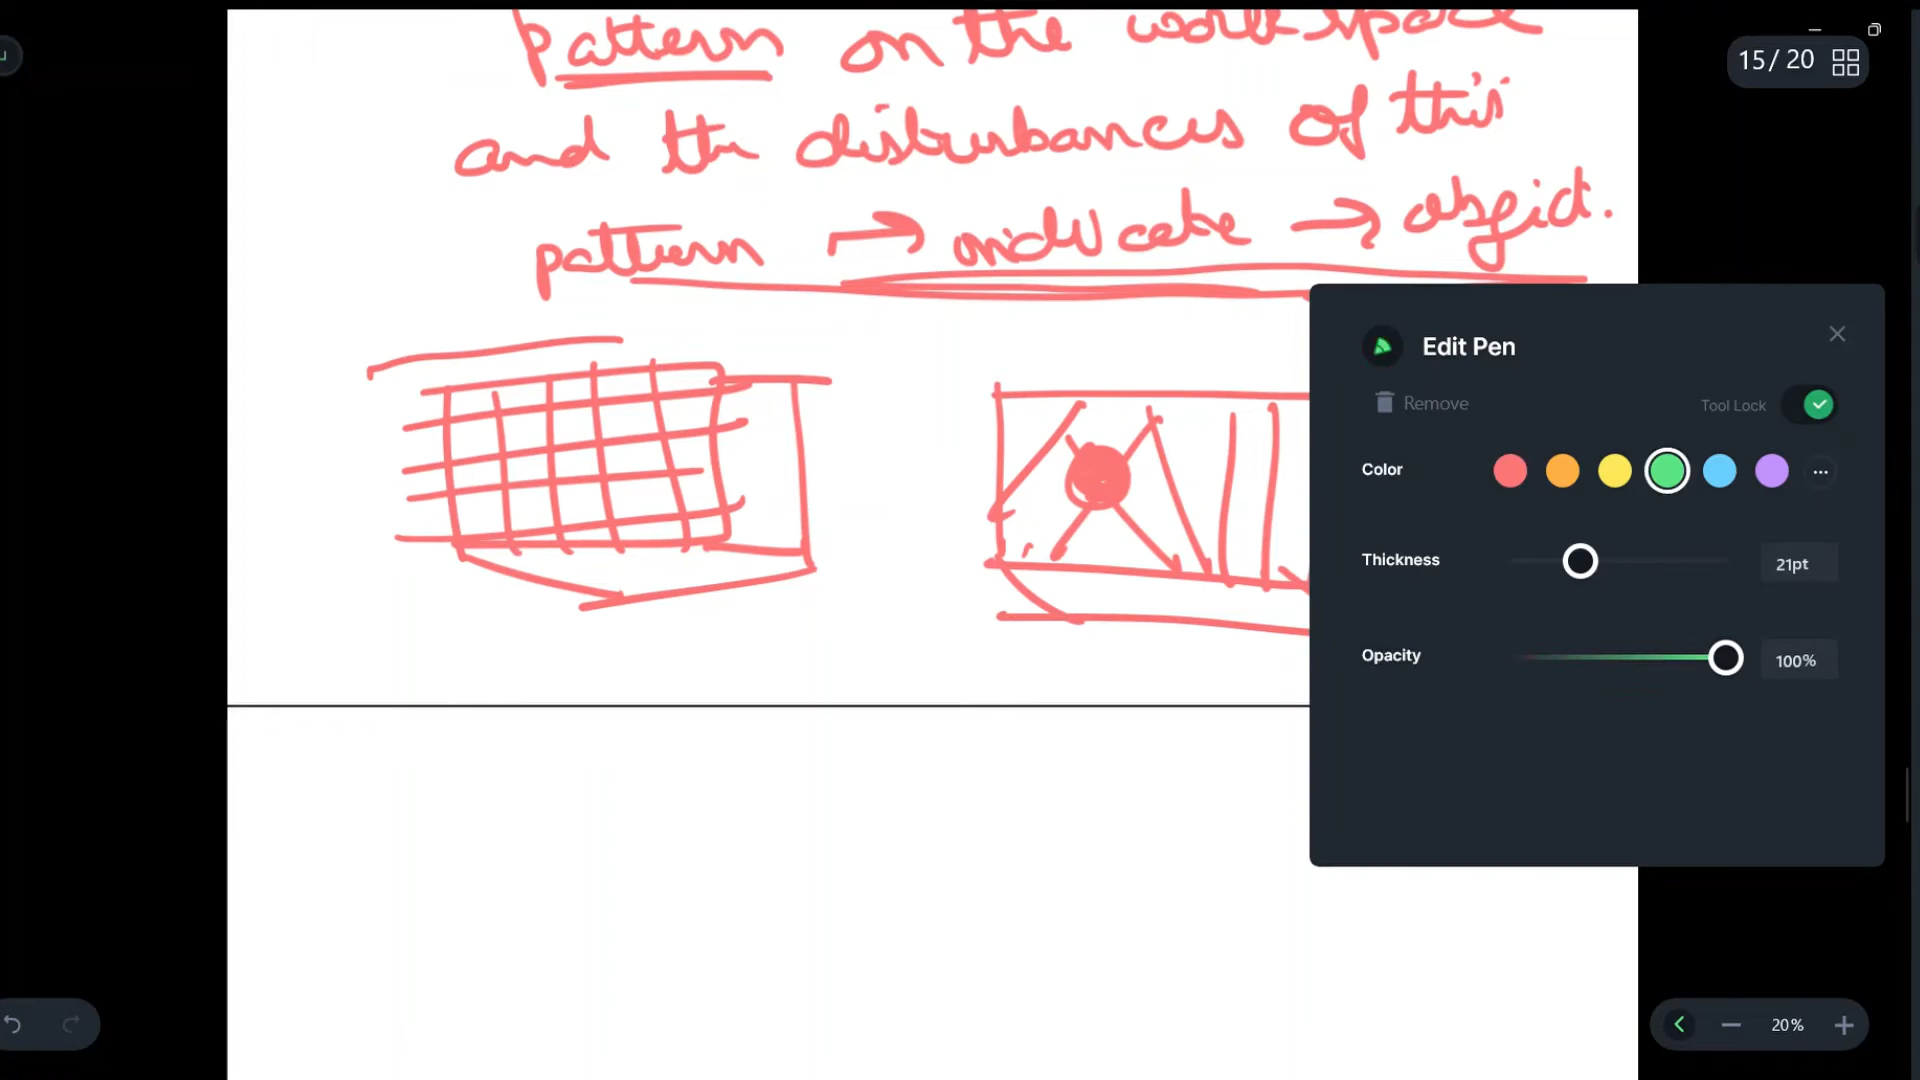 pattern on the workspace
15/ 20
and the disturbances of this
pattern → indicate → object.
Edit Pen
Remove
Tool Lock
Color
Thickness
21pt
Opacity
100%
20%